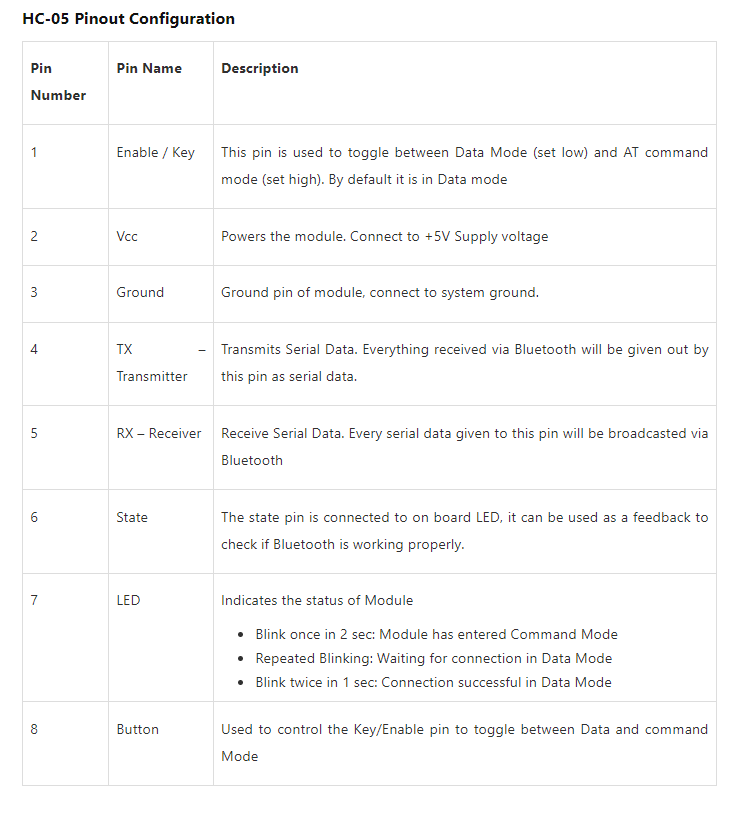 HC-05 Pinout Configuration
Pin Number
Pin Name
Description
1
Enable / Key
This pin is used to toggle between Data Mode (set low) and AT command
mode (set high). By default it is in Data mode
2
Vcc
Powers the module. Connect to +5V Supply voltage
3
Ground
Ground pin of module, connect to system ground.
4
TX –
Transmitter
Transmits Serial Data. Everything received via Bluetooth will be given out by
this pin as serial data.
5
RX – Receiver
Receive Serial Data. Every serial data given to this pin will be broadcasted via
Bluetooth
6
State
The state pin is connected to on board LED, it can be used as a feedback to
check if Bluetooth is working properly.
7
LED
Indicates the status of Module
• Blink once in 2 sec: Module has entered Command Mode
• Repeated Blinking: Waiting for connection in Data Mode
• Blink twice in 1 sec: Connection successful in Data Mode
8
Button
Used to control the Key/Enable pin to toggle between Data and command
Mode